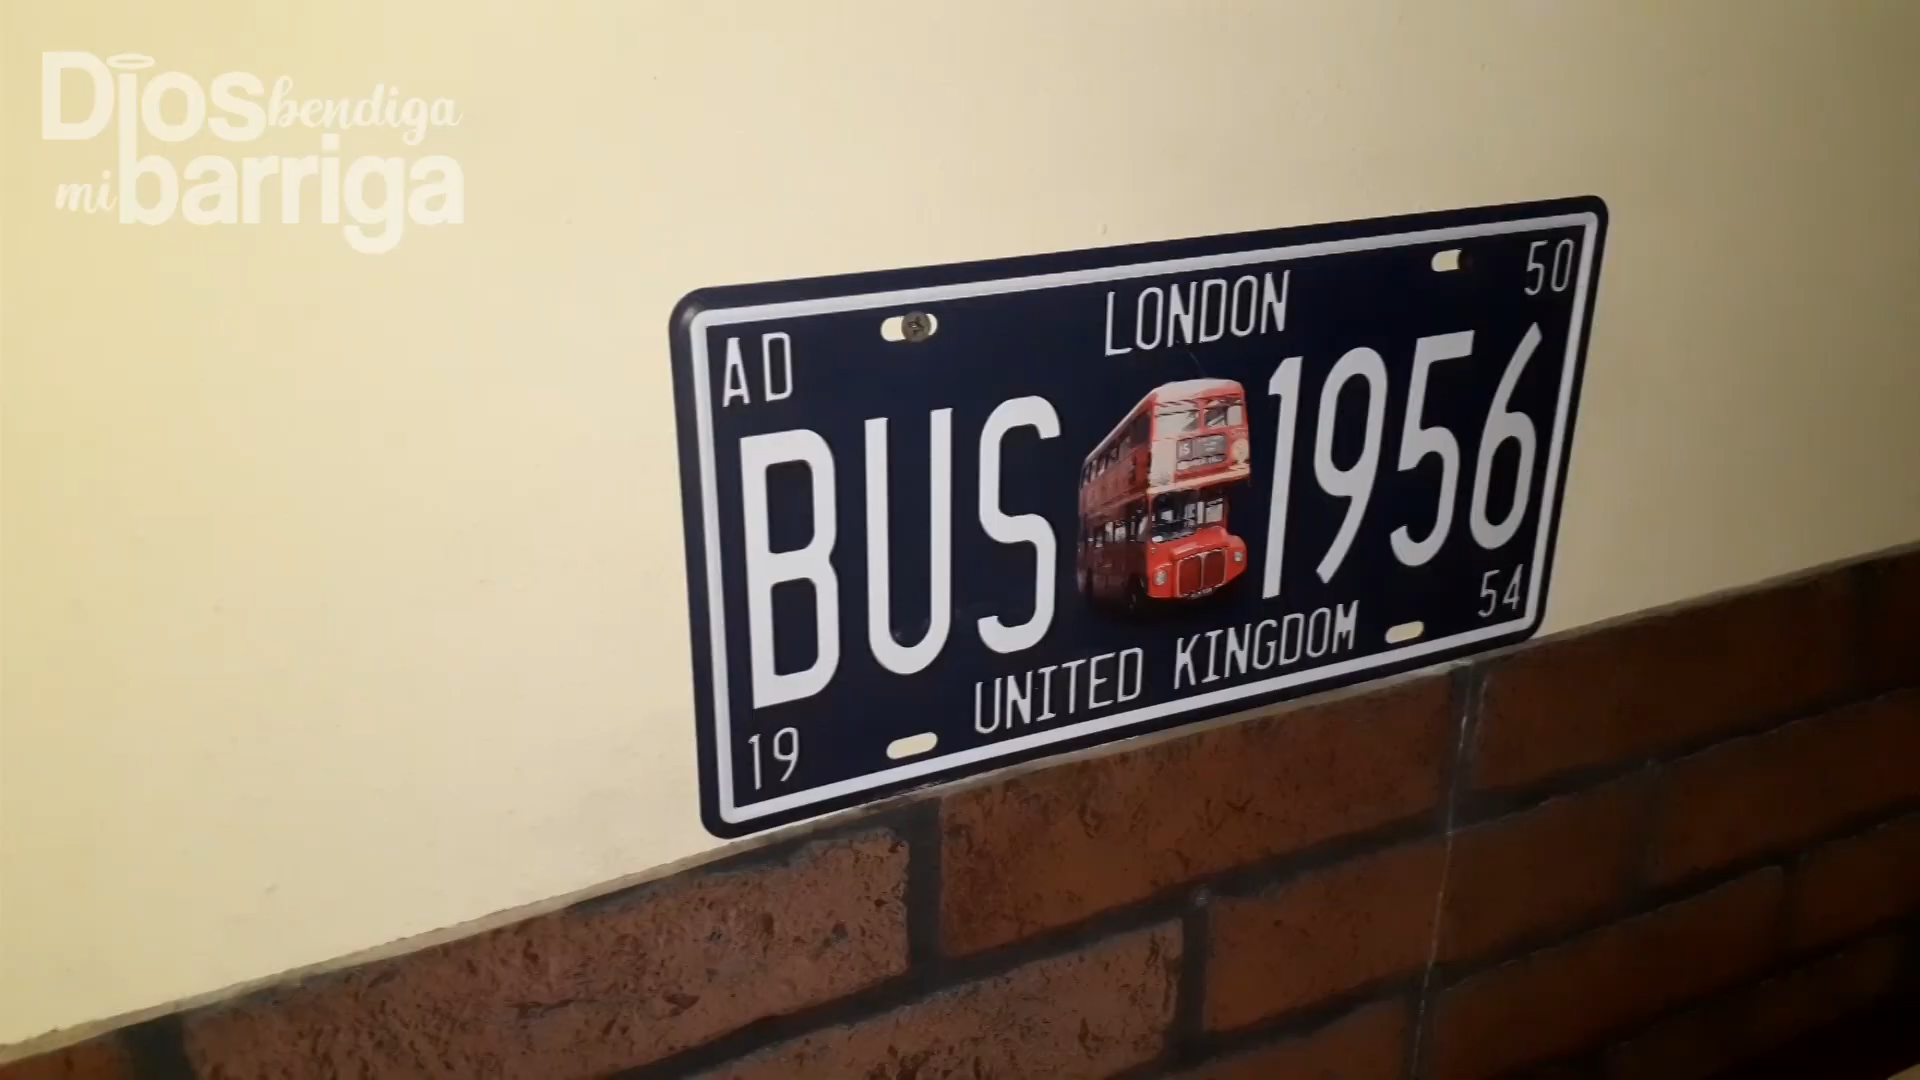 Dios bendiga
mi barriga
AD
LONDON
50
BUS 1956
19
UNITED KINGDOM
54